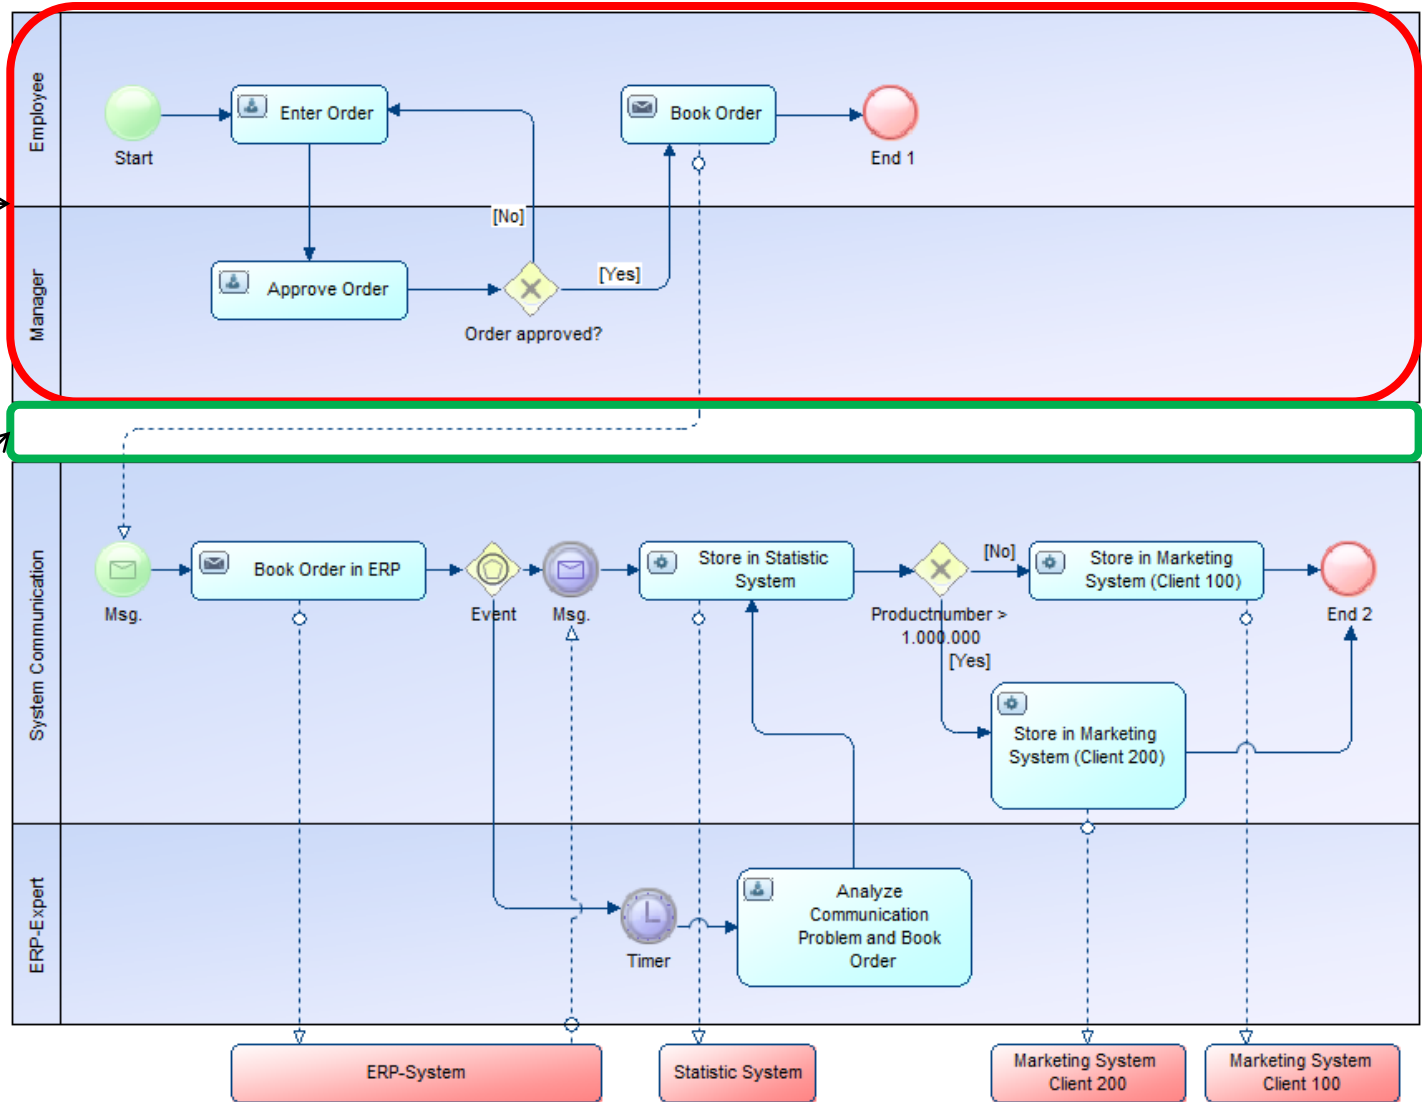 Employee
Start
Enter Order
Book Order
End 1
[No]
Manager
Approve Order
[Yes]
Order approved?
System Communication
Msg.
Book Order in ERP
Event
Msg.
Store in Statistic
System
Productnumber >
1.000.000
[No]
[Yes]
Store in Marketing
System (Client 100)
End 2
Store in Marketing
System (Client 200)
ERP-Expert
Timer
Analyze
Communication
Problem and Book
Order
ERP-System
Statistic System
Marketing System
Client 200
Marketing System
Client 100